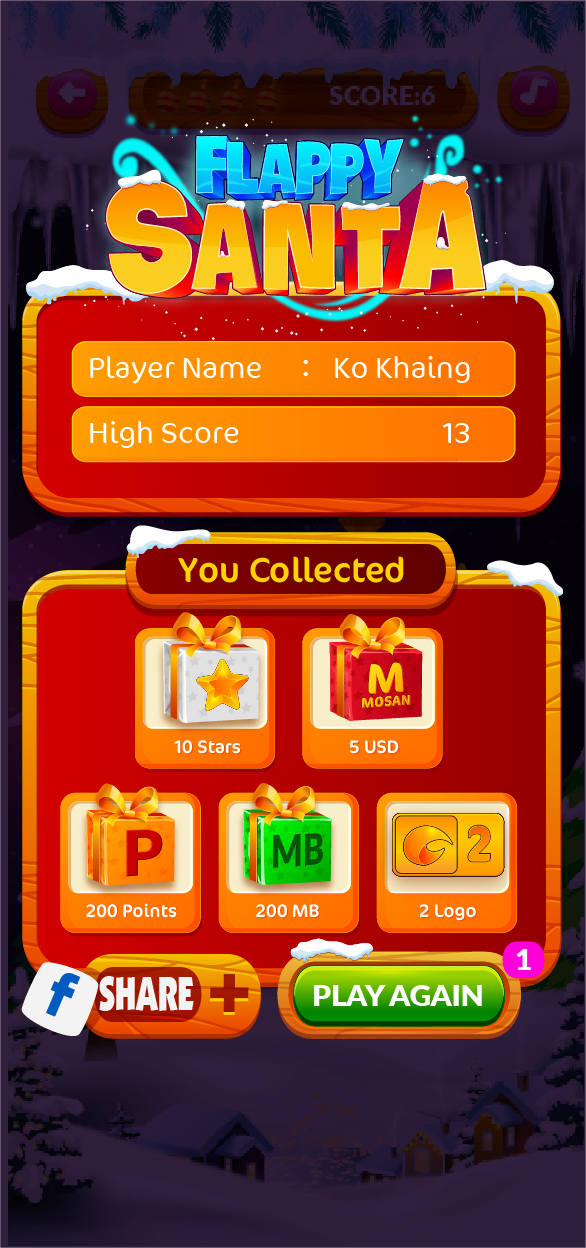 SCORE:6
FLAPPY
SANTA
Player Name : Ko Khaing
High Score 13
You Collected
M
MOSAN
10 Stars
5 USD
P
MB
2
200 Points
200 MB
2 Logo
1
f
SHARE +
PLAY AGAIN